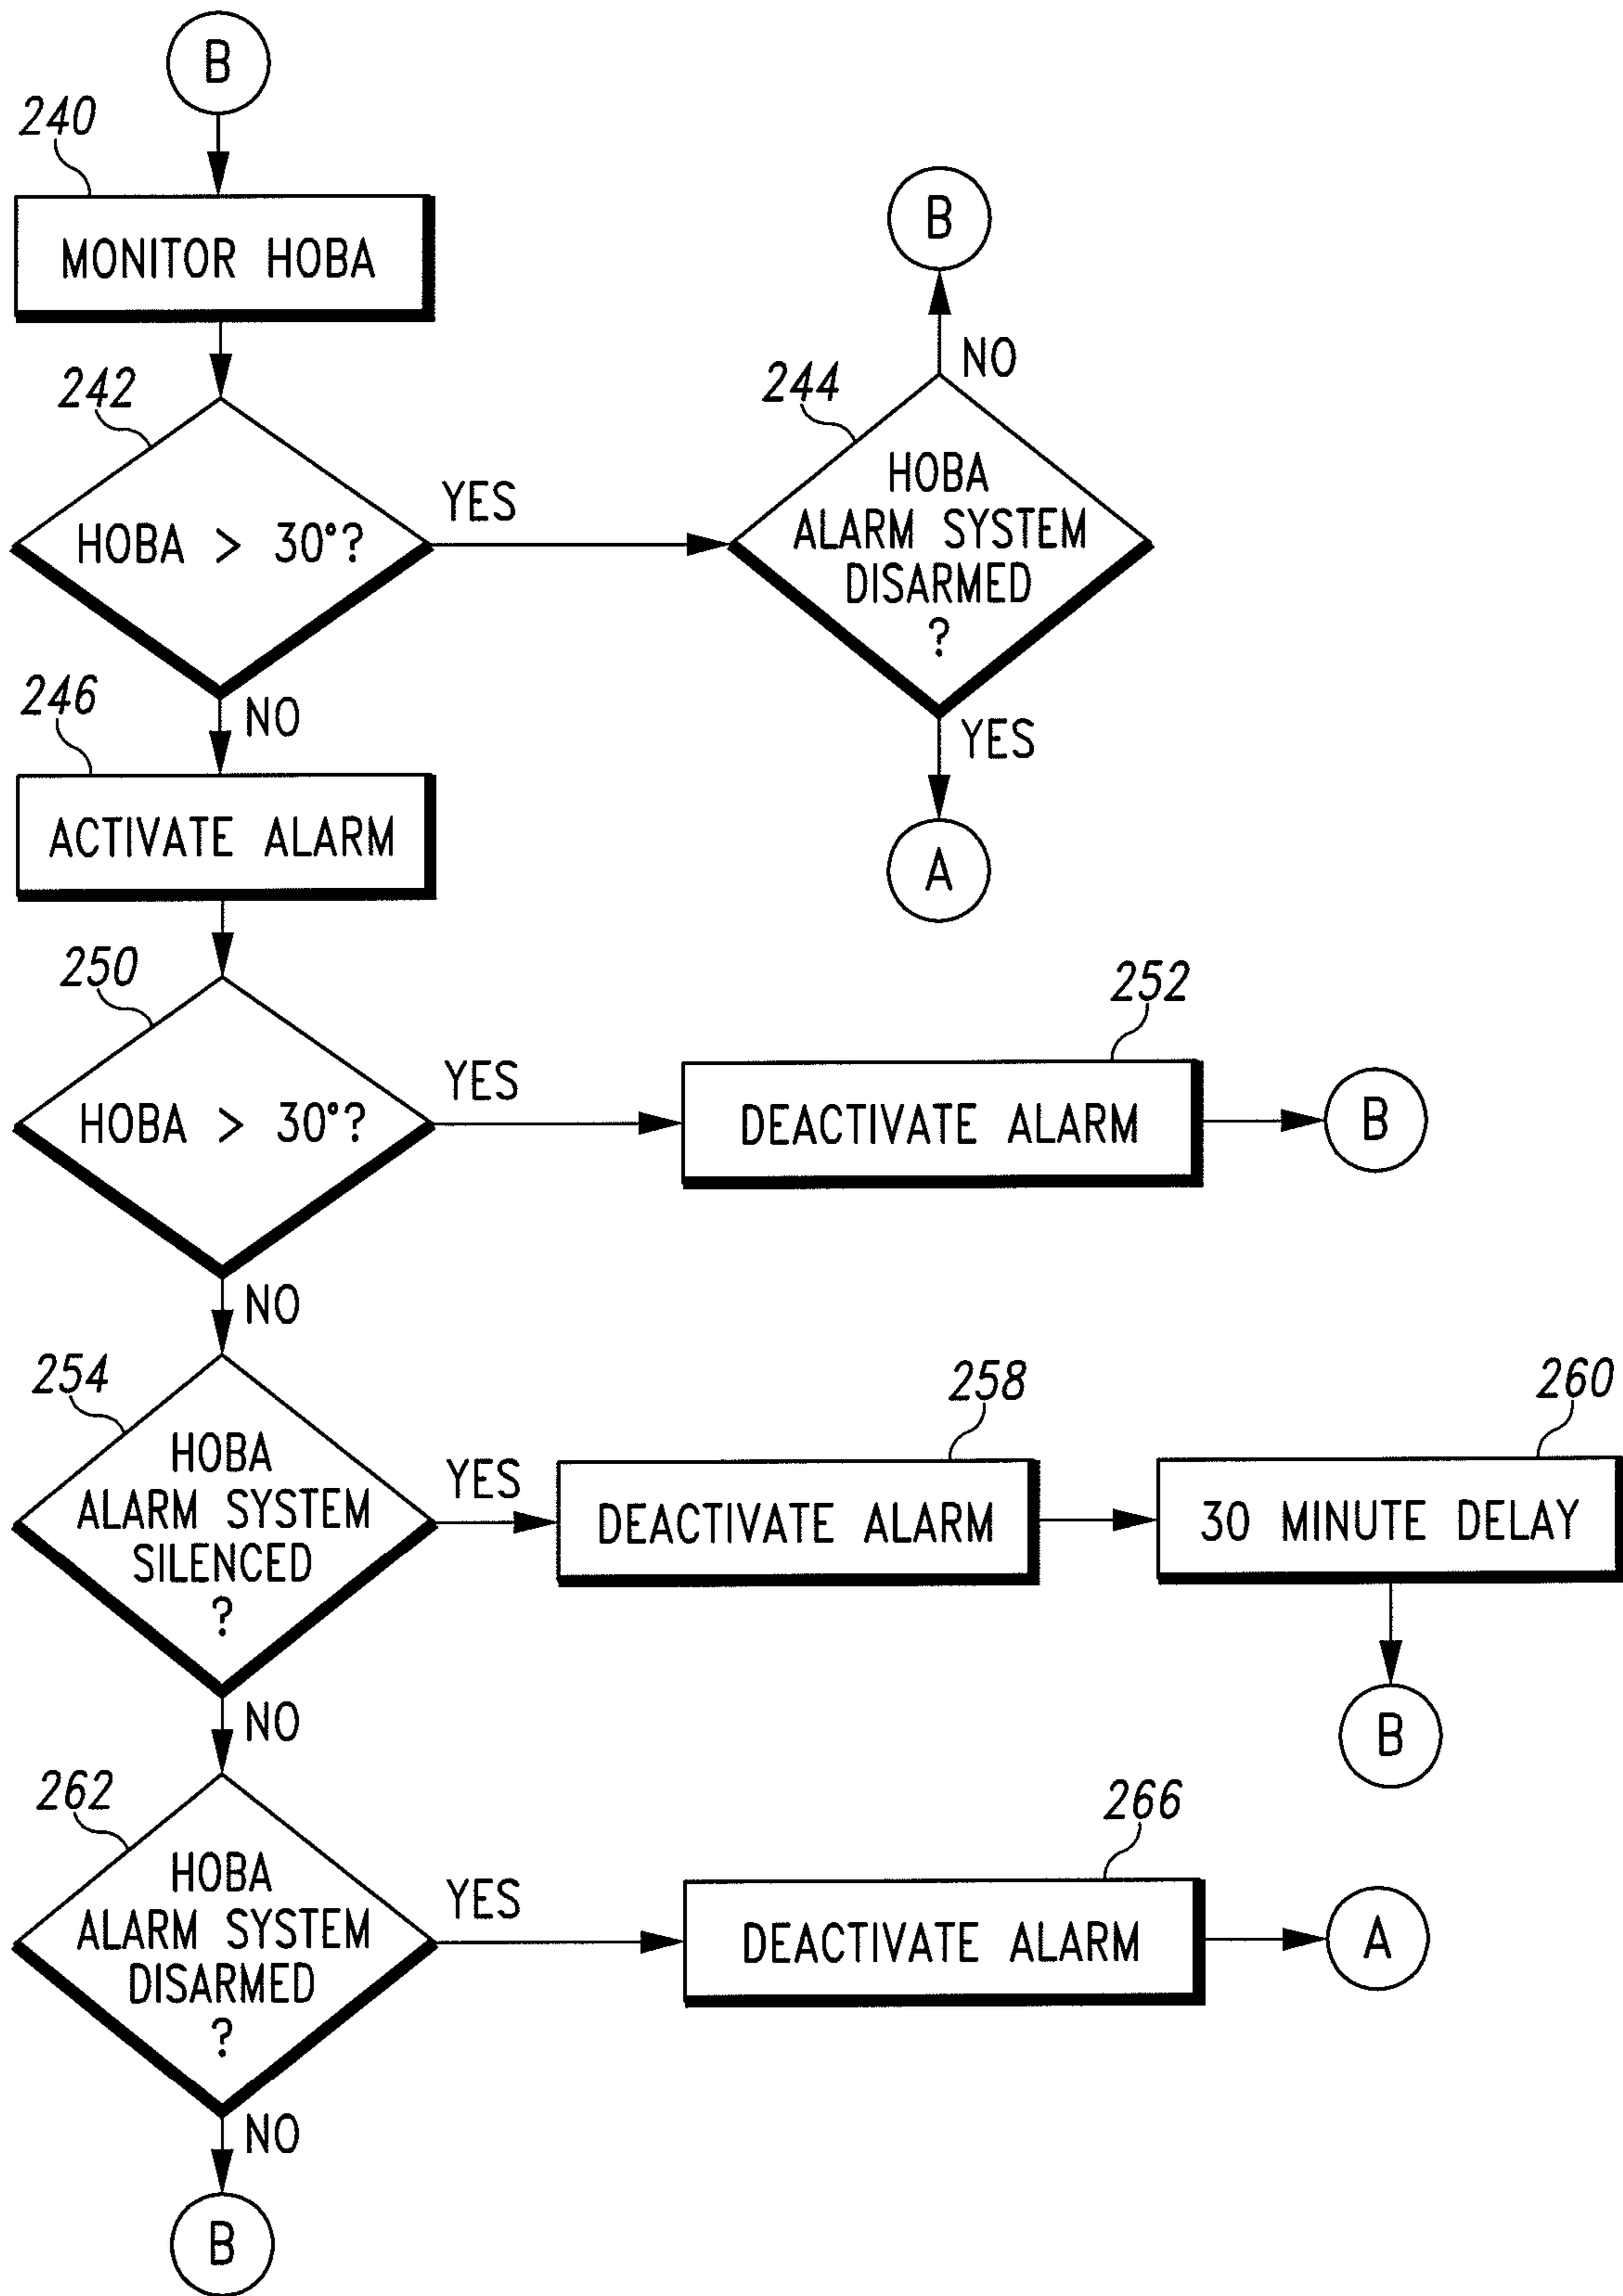 B
240
MONITOR HOBA
B
242
HOBA > 30°?
YES
244
NO
HOBA
ALARM SYSTEM
DISARMED
?
YES
A
NO
246
ACTIVATE ALARM
250
HOBA > 30°?
YES
252
DEACTIVATE ALARM
B
NO
254
HOBA
ALARM SYSTEM
SILENCED
?
YES
258
DEACTIVATE ALARM
260
30 MINUTE DELAY
B
NO
262
HOBA
ALARM SYSTEM
DISARMED
?
YES
266
DEACTIVATE ALARM
A
NO
B